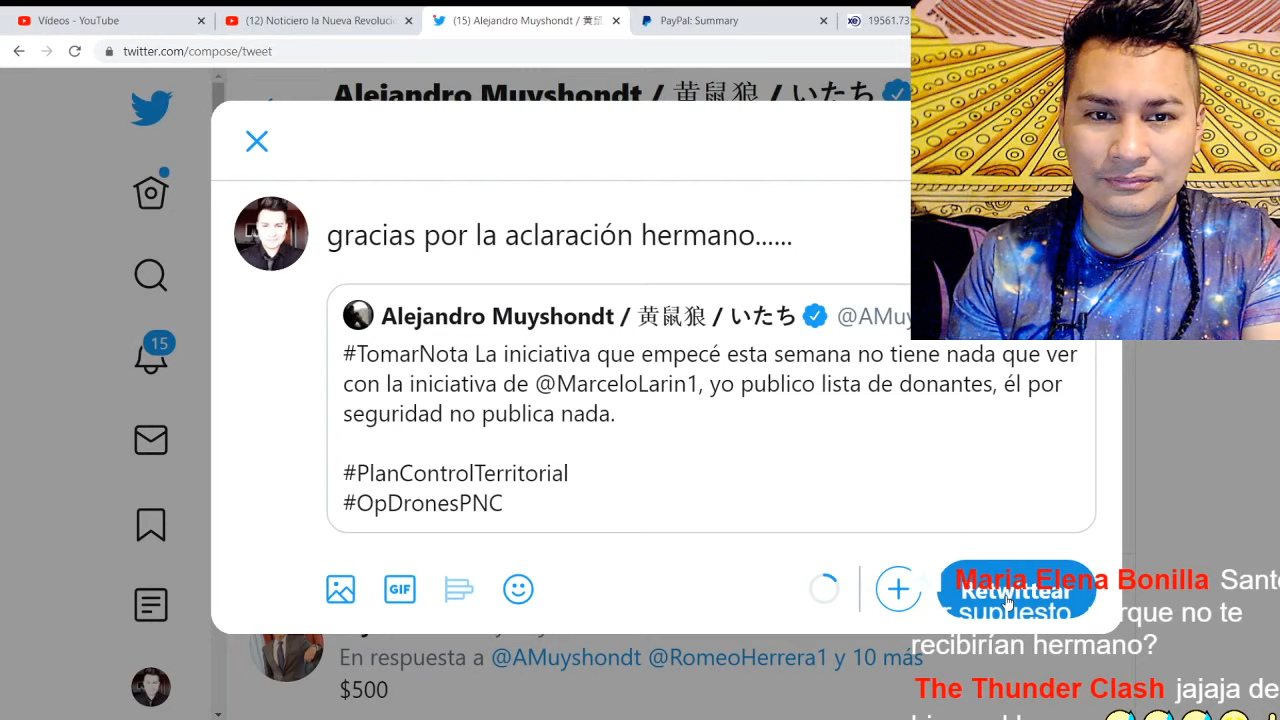 Vídeos - YouTube
(12) Noticiero la Nueva Revoluci
(15) Alejandro Muyshondt / 黄鼠
PayPal: Summary
19561.73
twitter.com/compose/tweet
Alejandro Muyshondt / 黄鼠狼 / いたち
gracias por la aclaración hermano......
Alejandro Muyshondt / 黄鼠狼 / いたち @AMuy
#TomarNota La iniciativa que empecé esta semana no tiene nada que ver
con la iniciativa de @MarceloLarin1, yo publico lista de donantes, él por
seguridad no publica nada.
#PlanControlTerritorial
#OpDronesPNC
15
GIF
Retwittear
En respuesta a @AMuyshondt @RomeoHerrera1 y 10 más
$500
Maria Elena Bonilla Sant
supuesto rque no te
recibirían hermano?
The Thunder Clash jajaja de